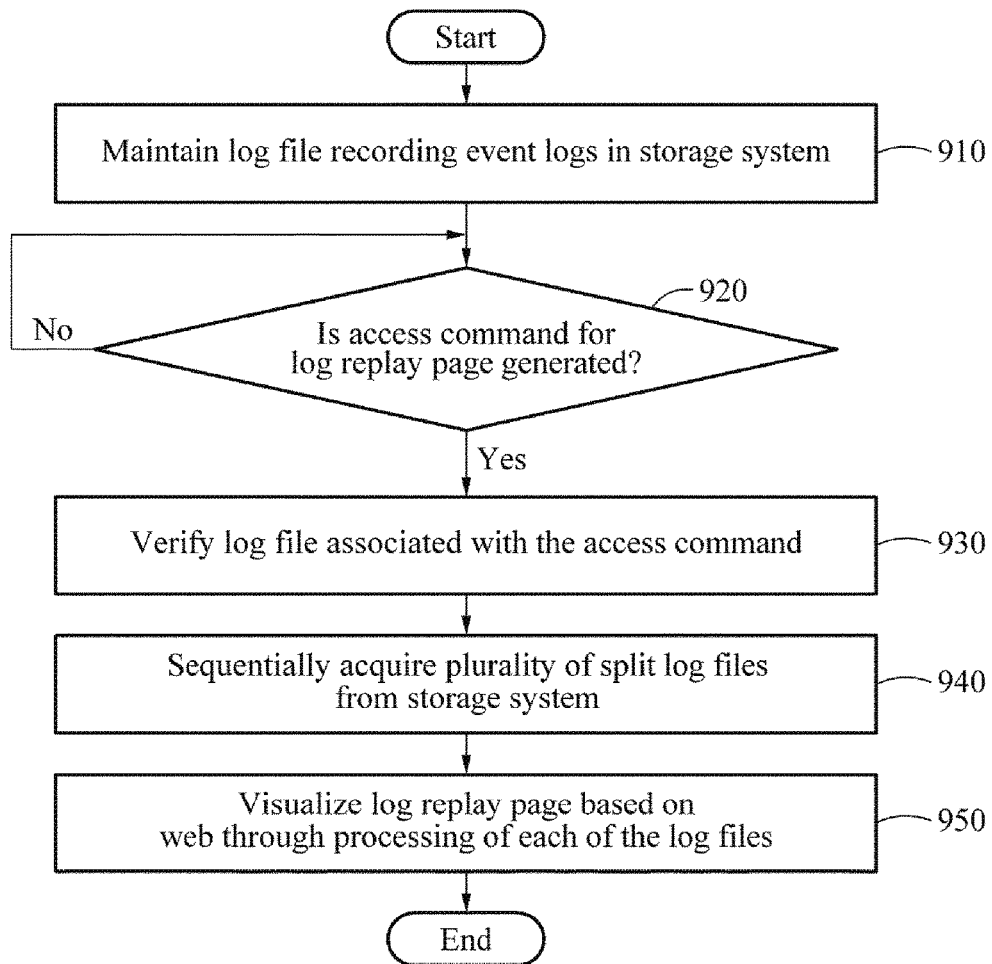 Start
Maintain log file recording event logs in storage system
910
920
Is access command for
log replay page generated?
No
Yes
Verify log file associated with the access command
930
Sequentially acquire plurality of split log files
from storage system
940
Visualize log replay page based on
web through processing of each of the log files
950
End